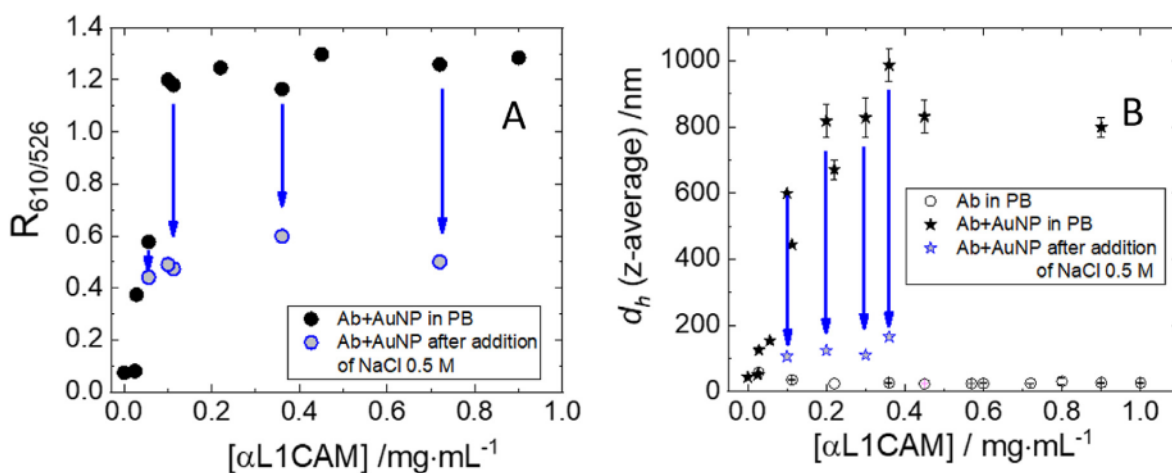 1.4
1.2
1.0
0.8
0.6
0.4
0.2
0.0
R610/526
A
Ab+AuNP in PB
Ab+AuNP after addition
of NaCl 0.5 M
0.0 0.2 0.4 0.6 0.8 1.0
[αL1CAM] /mg·mL⁻¹
1000
800
600
400
200
0
dh (z-average) /nm
B
Ab in PB
Ab+AuNP in PB
Ab+AuNP after addition
of NaCl 0.5 M
0.0 0.2 0.4 0.6 0.8 1.0
[αL1CAM] / mg·mL⁻¹